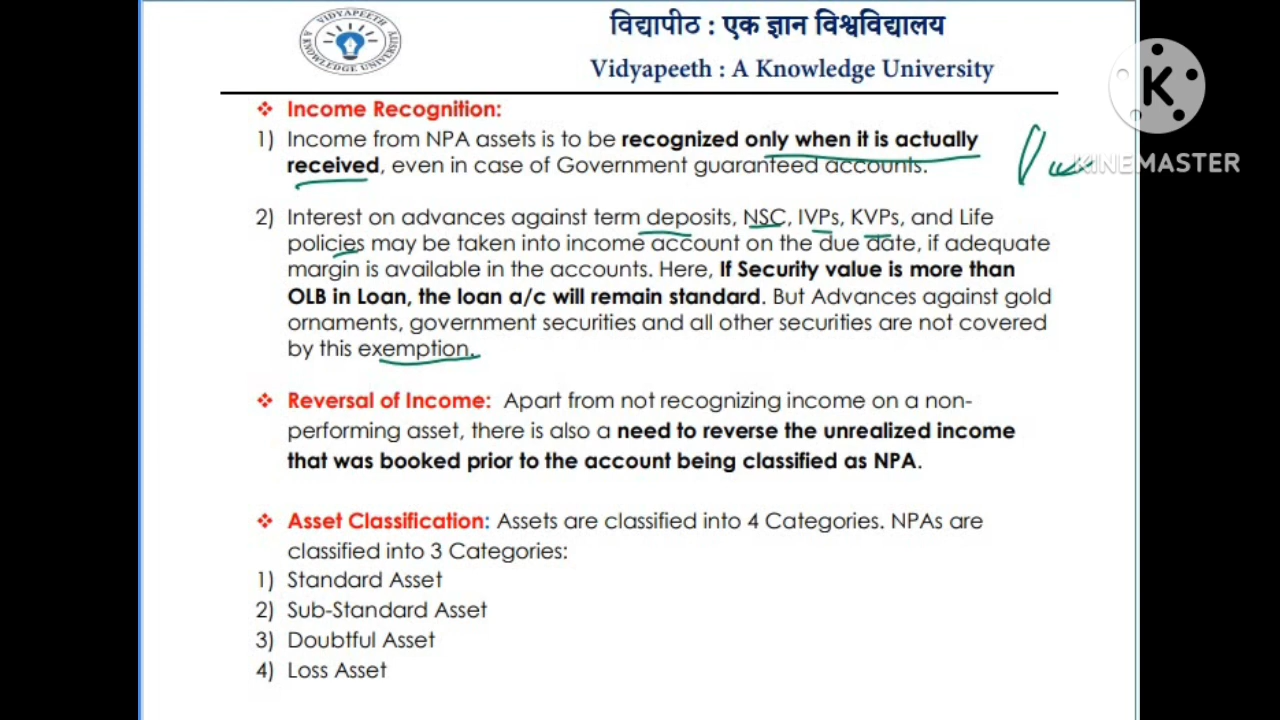 विद्यापीठ : एक ज्ञान विश्वविद्यालय
VIDYAPEETH
A KNOWLEDGE UNIVERSITY
Vidyapeeth : A Knowledge University
K
KINEMASTER
❖ Income Recognition:
1) Income from NPA assets is to be recognized only when it is actually
received, even in case of Government guaranteed accounts.
2) Interest on advances against term deposits, NSC, IVPs, KVPs, and Life
policies may be taken into income account on the due date, if adequate
margin is available in the accounts. Here, If Security value is more than
OLB in Loan, the loan a/c will remain standard. But Advances against gold
ornaments, government securities and all other securities are not covered
by this exemption.
❖ Reversal of Income: Apart from not recognizing income on a non-
performing asset, there is also a need to reverse the unrealized income
that was booked prior to the account being classified as NPA.
❖ Asset Classification: Assets are classified into 4 Categories. NPAs are
classified into 3 Categories:
1) Standard Asset
2) Sub-Standard Asset
3) Doubtful Asset
4) Loss Asset